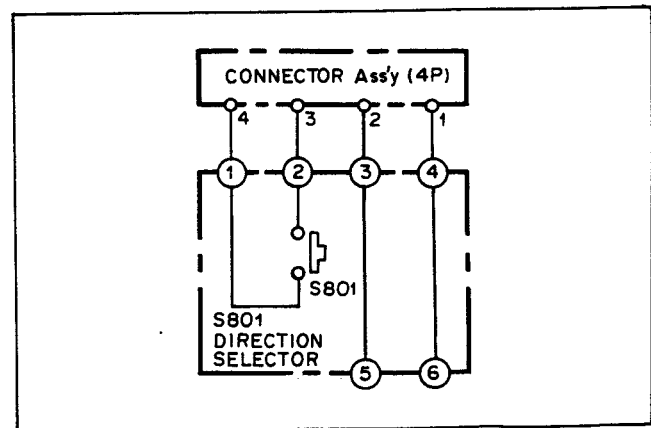 CONNECTOR Ass'y (4P)
4 3 2 1
1 2 3 4
S801
S801
DIRECTION
SELECTOR
5 6